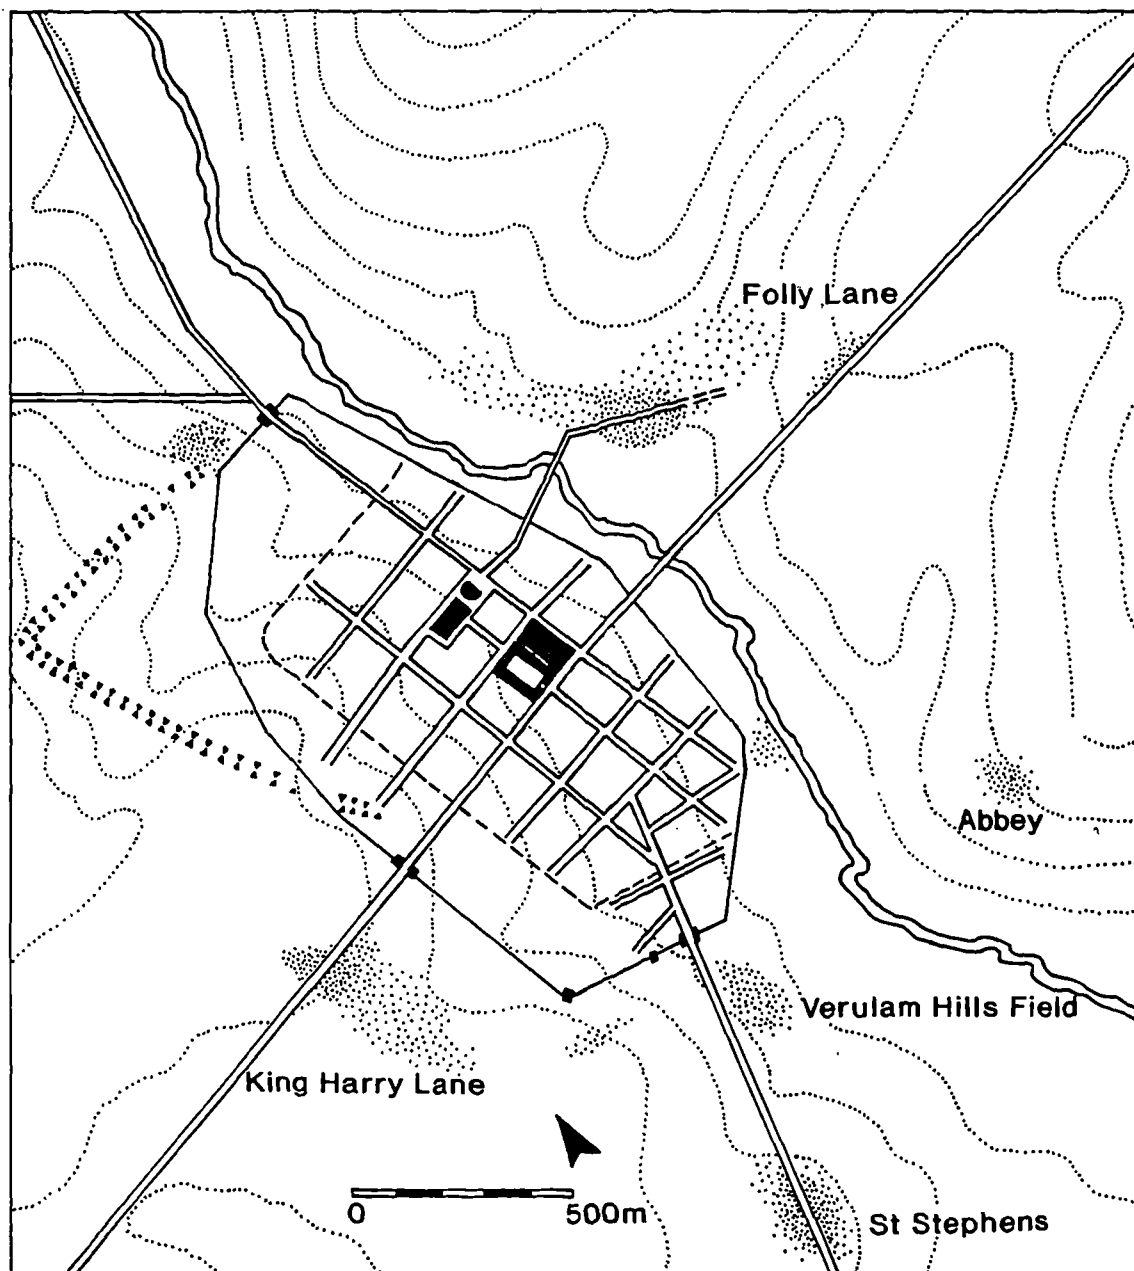 Folly Lane
Abbey
Verulam Hills Field
King Harry Lane
0 500m
St Stephens